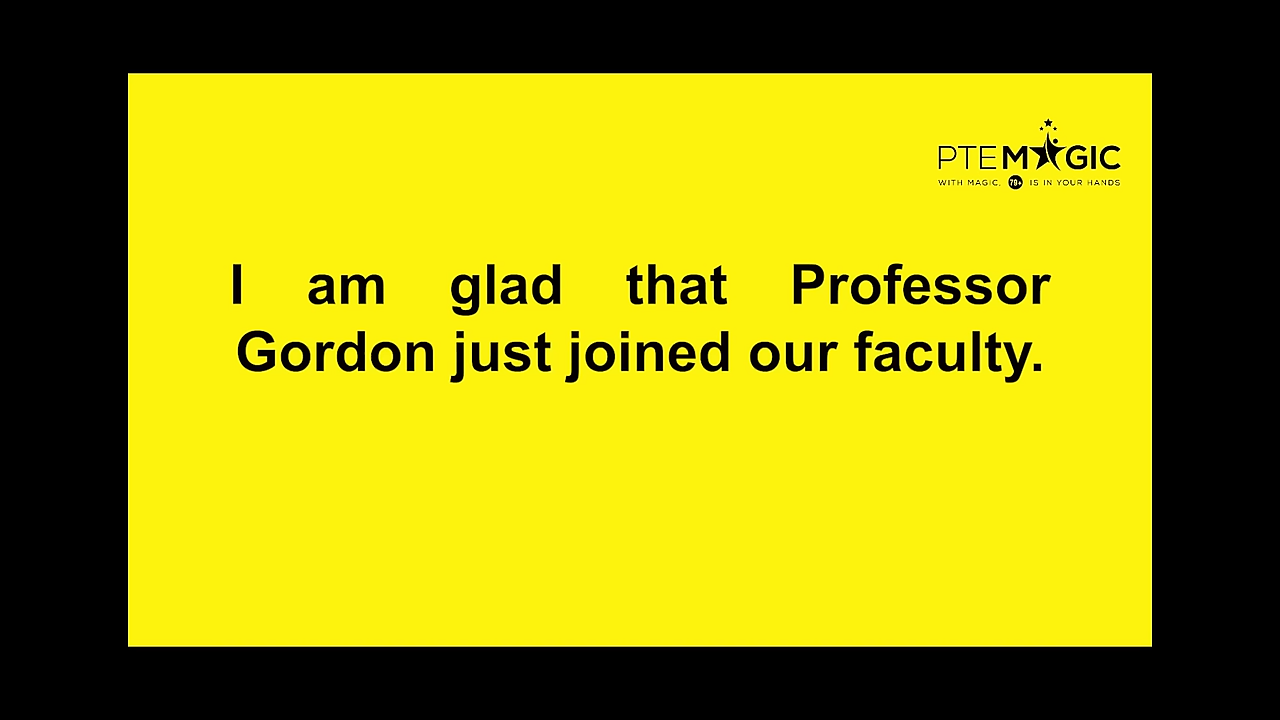 PTEMAGIC
WITH MAGIC, 79+ IS IN YOUR HANDS
I am glad that Professor
Gordon just joined our faculty.